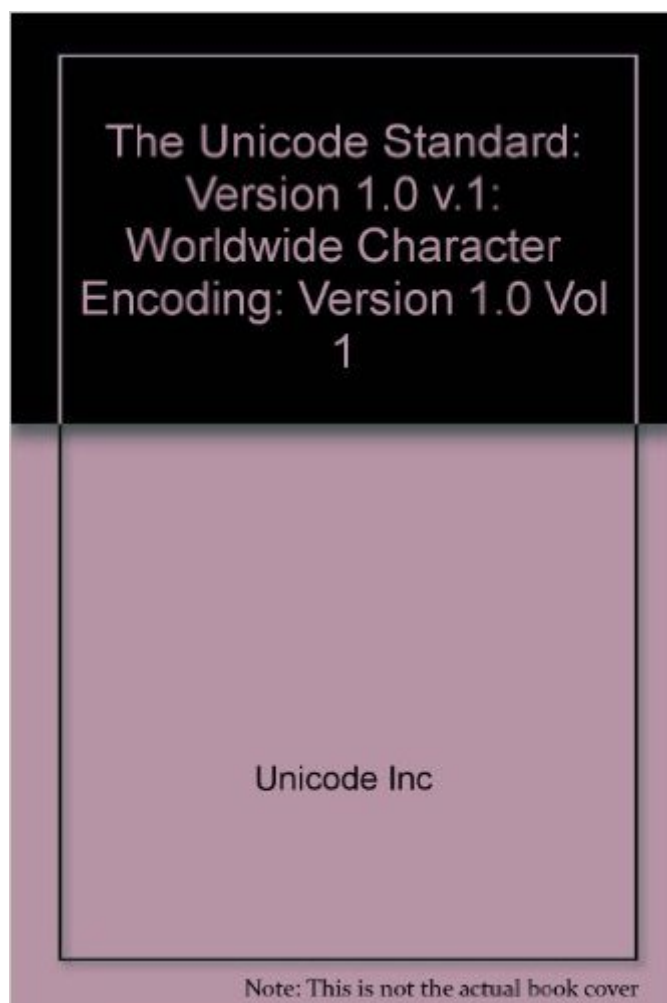 The Unicode Standard:
Version 1.0 v.1:
Worldwide Character
Encoding: Version 1.0 Vol
1
Unicode Inc
Note: This is not the actual book cover